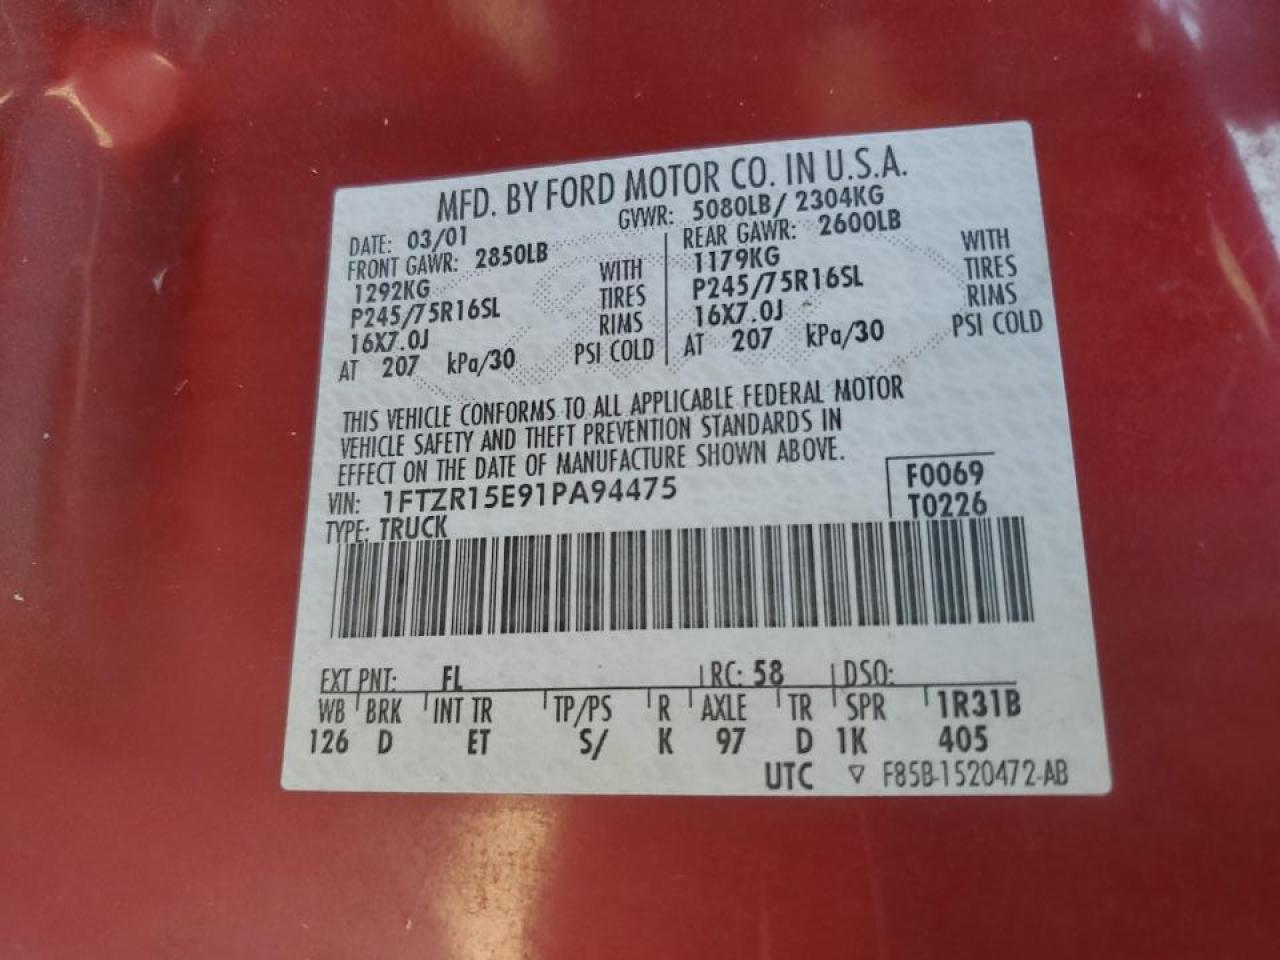 MFD. BY FORD MOTOR CO. IN U.S.A.
DATE: 03/01 GVWR: 5080LB/ 2304KG
FRONT GAWR: 2850LB REAR GAWR: 2600LB
1292KG WITH 1179KG WITH
P245/75R16SL TIRES P245/75R16SL TIRES
16X7.0J RIMS 16X7.0J RIMS
AT 207 kPa/30 PSI COLD AT 207 kPa/30 PSI COLD
THIS VEHICLE CONFORMS TO ALL APPLICABLE FEDERAL MOTOR
VEHICLE SAFETY AND THEFT PREVENTION STANDARDS IN
EFFECT ON THE DATE OF MANUFACTURE SHOWN ABOVE.
VIN: 1FTZR15E91PA94475 F0069
TYPE: TRUCK T0226
EXT PNT: FL RC: 58 DSO:
WB BRK INT TR TP/PS R AXLE TR SPR 1R31B
126 D ET S/ K 97 D 1K 405
UTC ▽ F85B-1520472-AB